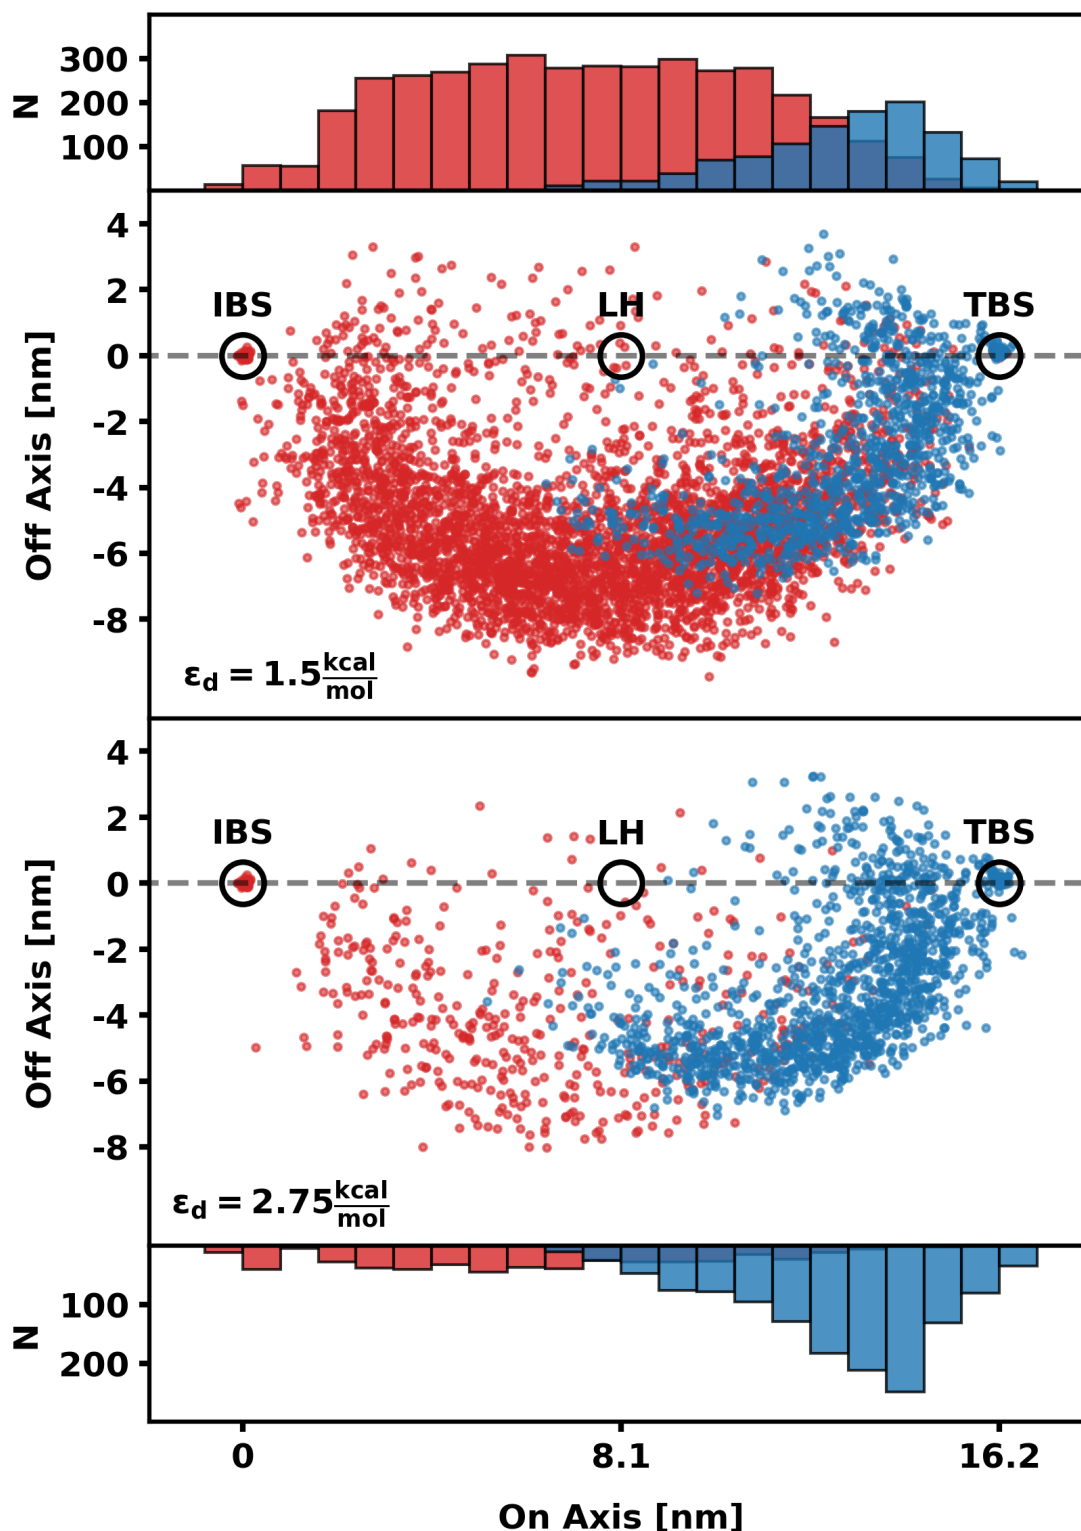 300
200
100
N
4
2
0
-2
-4
-6
-8
Off Axis [nm]
IBS LH TBS
εd = 1.5 kcal/mol
4
2
0
-2
-4
-6
-8
Off Axis [nm]
IBS LH TBS
εd = 2.75 kcal/mol
100
200
N
0 8.1 16.2
On Axis [nm]